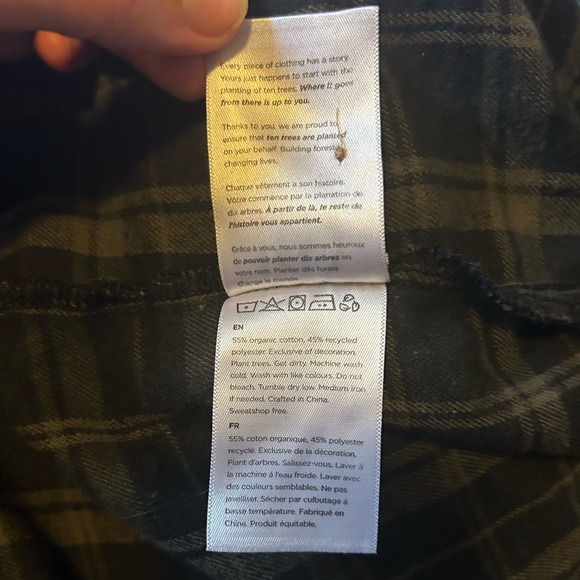 Every piece of clothing has a story.
Yours just happens to start with the
planting of ten trees. Where it goes
from there is up to you.
Thanks to you, we are proud to
ensure that ten trees are planted
on your behalf. Building forests
changing lives.
Chaque vêtement a son histoire.
Votre commence par la planation de
dix arbres. À partir de là, le reste de
l'histoire vous appartient.
Grâce à vous, nous sommes heureux
de pouvoir planter dix arbres en
votre nom. Planter dés forets
change le monde.
EN
55% organic cotton, 45% recycled
polyester. Exclusive of decoration.
Plant trees. Get dirty. Machine wash
cold. Wash with like colours. Do not
bleach. Tumble dry low. Medium iron
if needed. Crafted in China.
Sweatshop free.
FR
55% coton organique, 45% polyester
recyclé. Exclusive de la décoration.
Plant d'arbres. Salissez-vous. Laver à
la machine à l'eau froide. Laver avec
des couleurs semblables. Ne pas
javelliser. Sécher par culbutage à
basse température. Fabriqué en
Chine. Produit équitable.